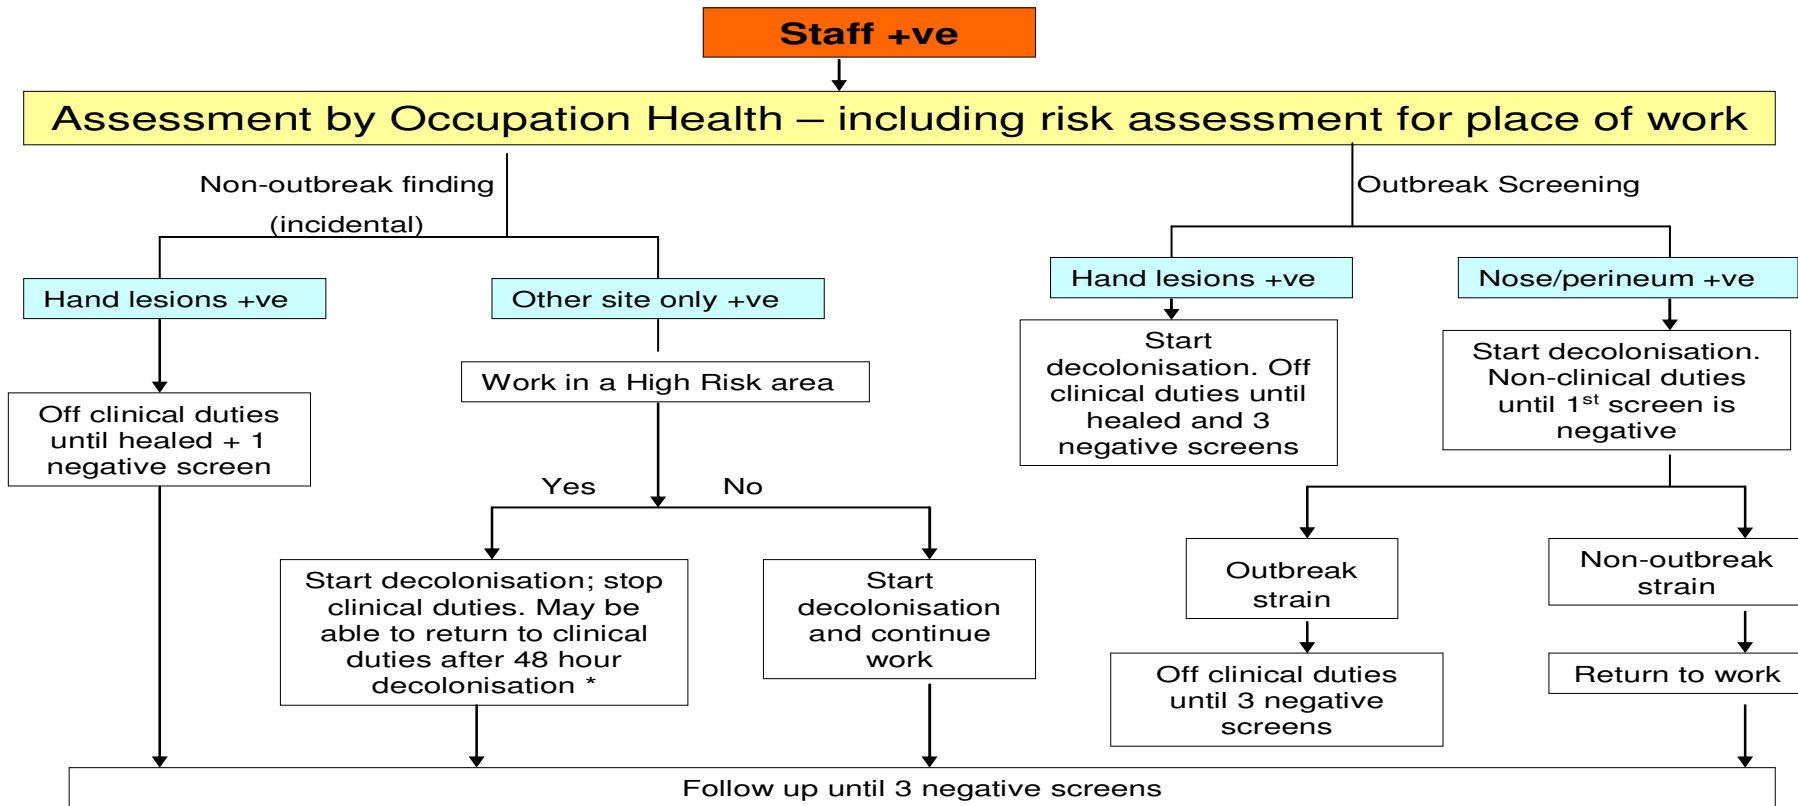 Staff +ve
Assessment by Occupation Health – including risk assessment for place of work
Non-outbreak finding
(incidental)
Outbreak Screening
Hand lesions +ve
Other site only +ve
Hand lesions +ve
Nose/perineum +ve
Work in a High Risk area
Start
decolonisation. Off
clinical duties until
healed and 3
negative screens
Start decolonisation.
Non-clinical duties
until 1st screen is
negative
Off clinical duties
until healed + 1
negative screen
Yes
No
Start decolonisation; stop
clinical duties. May be
able to return to clinical
duties after 48 hour
decolonisation *
Start
decolonisation
and continue
work
Outbreak
strain
Non-outbreak
strain
Off clinical duties
until 3 negative
screens
Return to work
Follow up until 3 negative screens